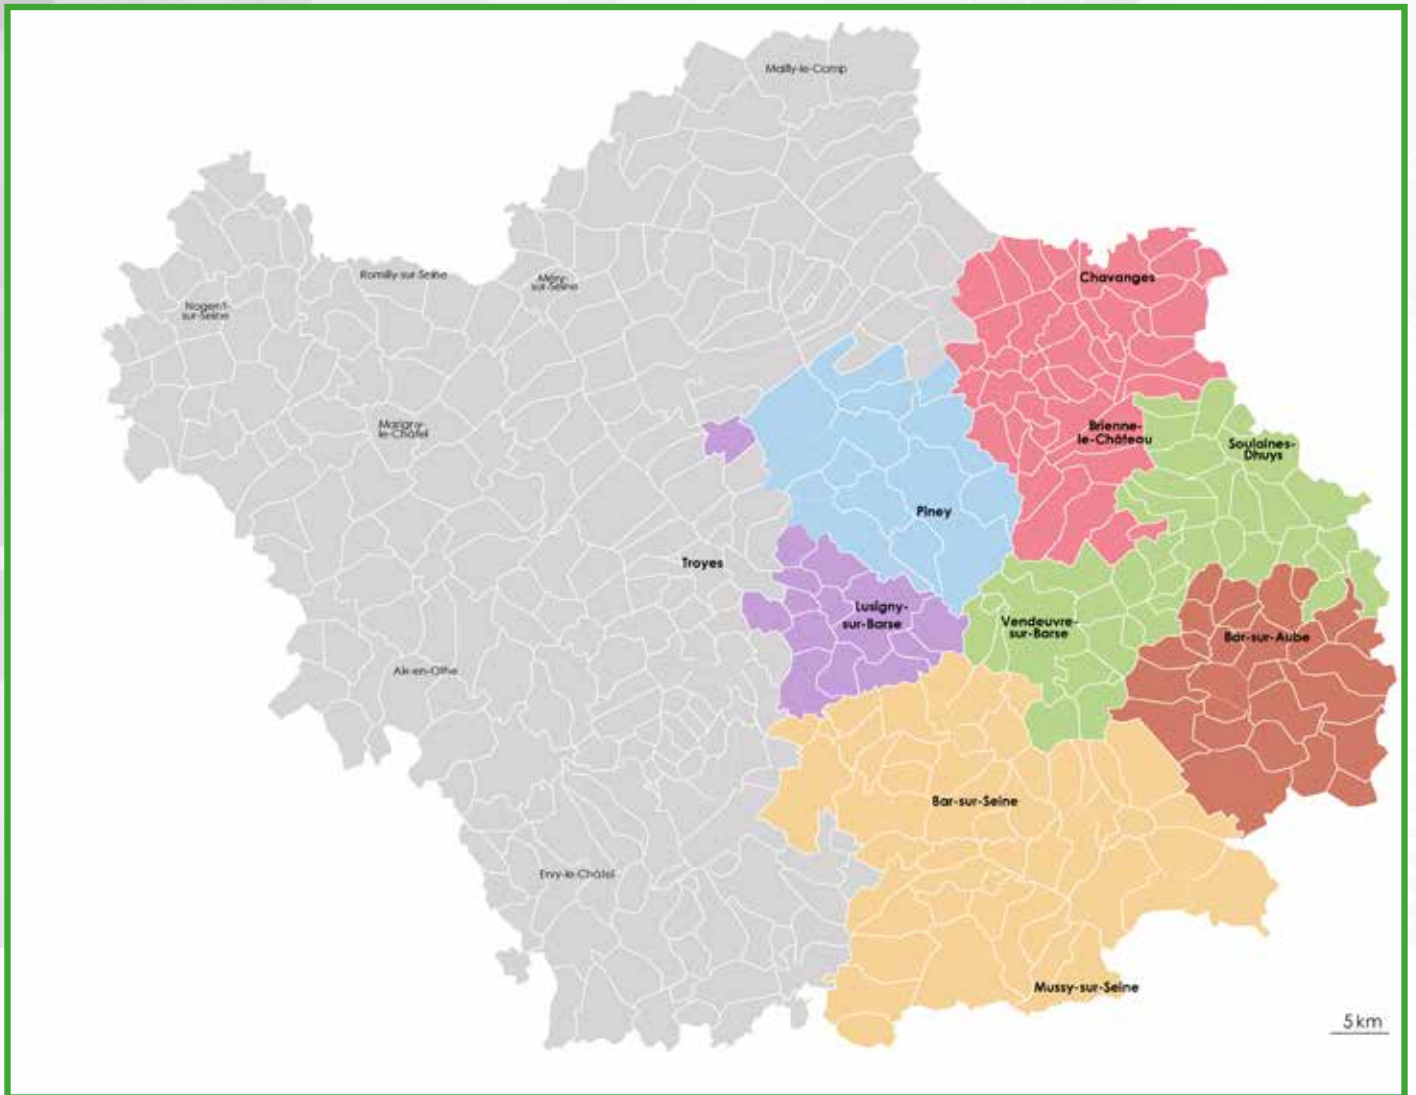 Mailly-le-Camp
Romilly-sur-Seine
Méry-
sur-Seine
Chavanges
Nogent-
sur-Seine
Marigny-
le-Châtel
Brienne-
le-Château
Soulaines-
Dhuys
Piney
Troyes
Lusigny-
sur-Barse
Vendeuvre-
sur-Barse
Bar-sur-Aube
Aix-en-Othe
Bar-sur-Seine
Ervy-le-Châtel
Mussy-sur-Seine
5 km